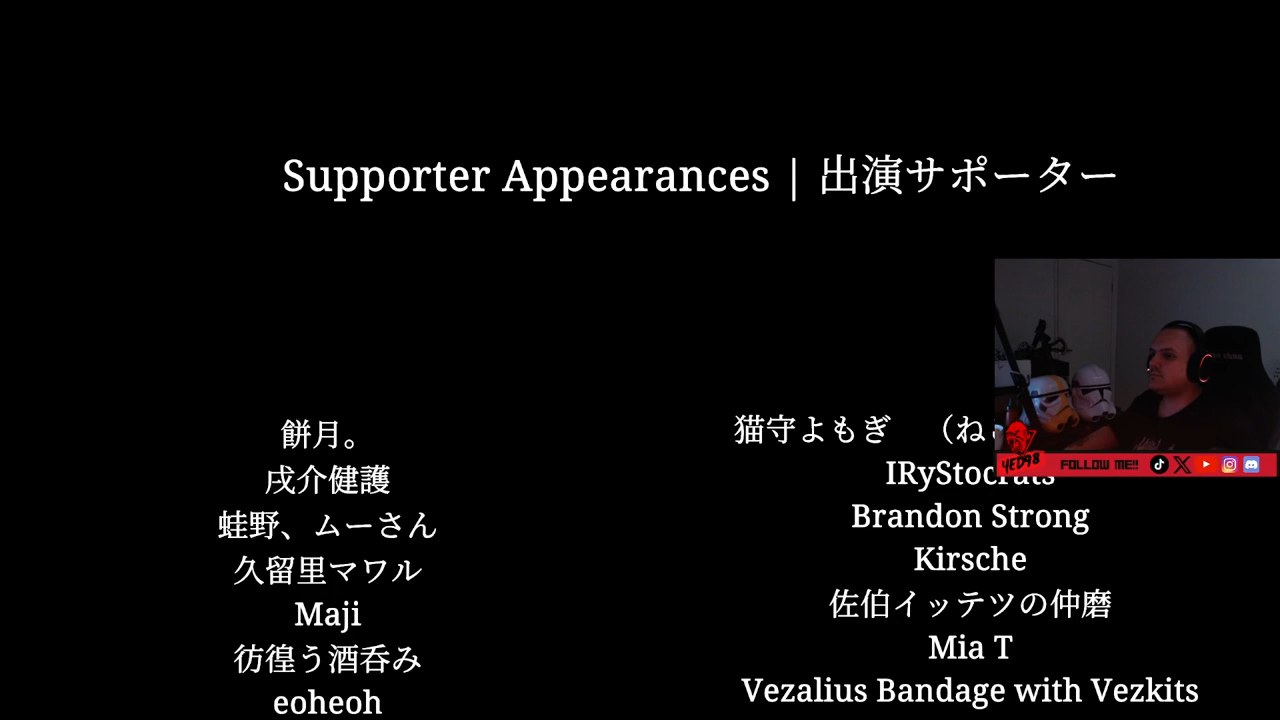 Supporter Appearances | 出演サポーター
餅月。
戌介健護
蛙野、ムーさん
久留里マワル
Maji
彷徨う酒呑み
eoheoh
猫守よもぎ （ね
IRyStocrats
Brandon Strong
Kirsche
佐伯イッテツの仲磨
Mia T
Vezalius Bandage with Vezkits
4ED98
FOLLOW ME!!